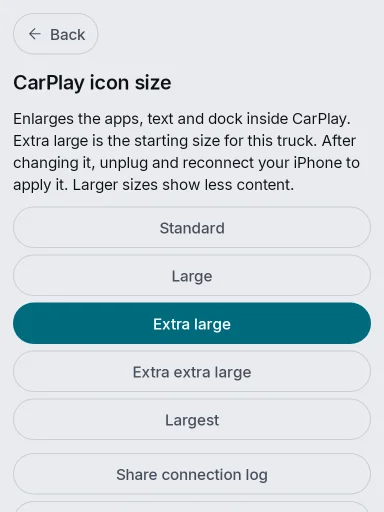 Back
CarPlay icon size
Enlarges the apps, text and dock inside CarPlay.
Extra large is the starting size for this truck. After
changing it, unplug and reconnect your iPhone to
apply it. Larger sizes show less content.
Standard
Large
Extra large
Extra extra large
Largest
Share connection log